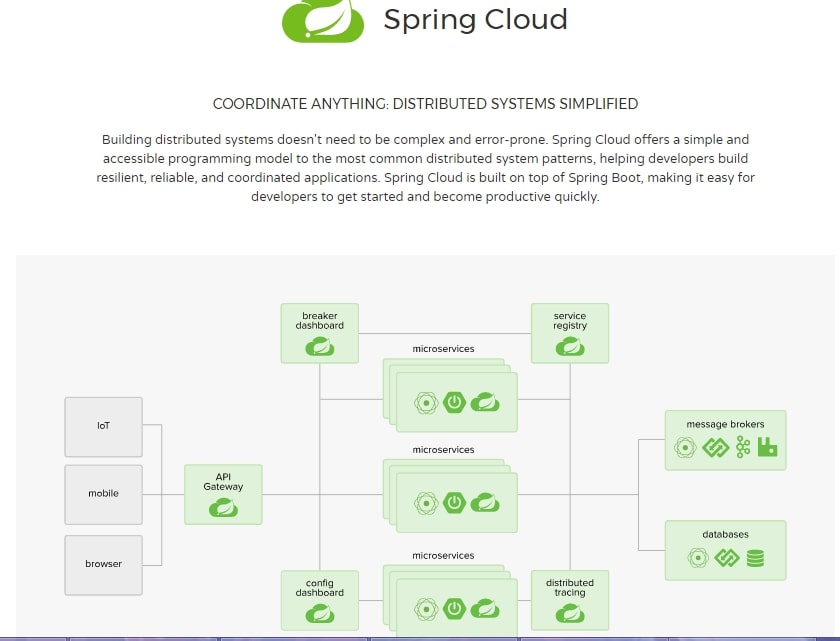 Spring Cloud
COORDINATE ANYTHING: DISTRIBUTED SYSTEMS SIMPLIFIED
Building distributed systems doesn't need to be complex and error-prone. Spring Cloud offers a simple and
accessible programming model to the most common distributed system patterns, helping developers build
resilient, reliable, and coordinated applications. Spring Cloud is built on top of Spring Boot, making it easy for
developers to get started and become productive quickly.
breaker
dashboard
service
registry
microservices
IoT
message brokers
microservices
API
Gateway
mobile
databases
microservices
browser
config
dashboard
distributed
tracing